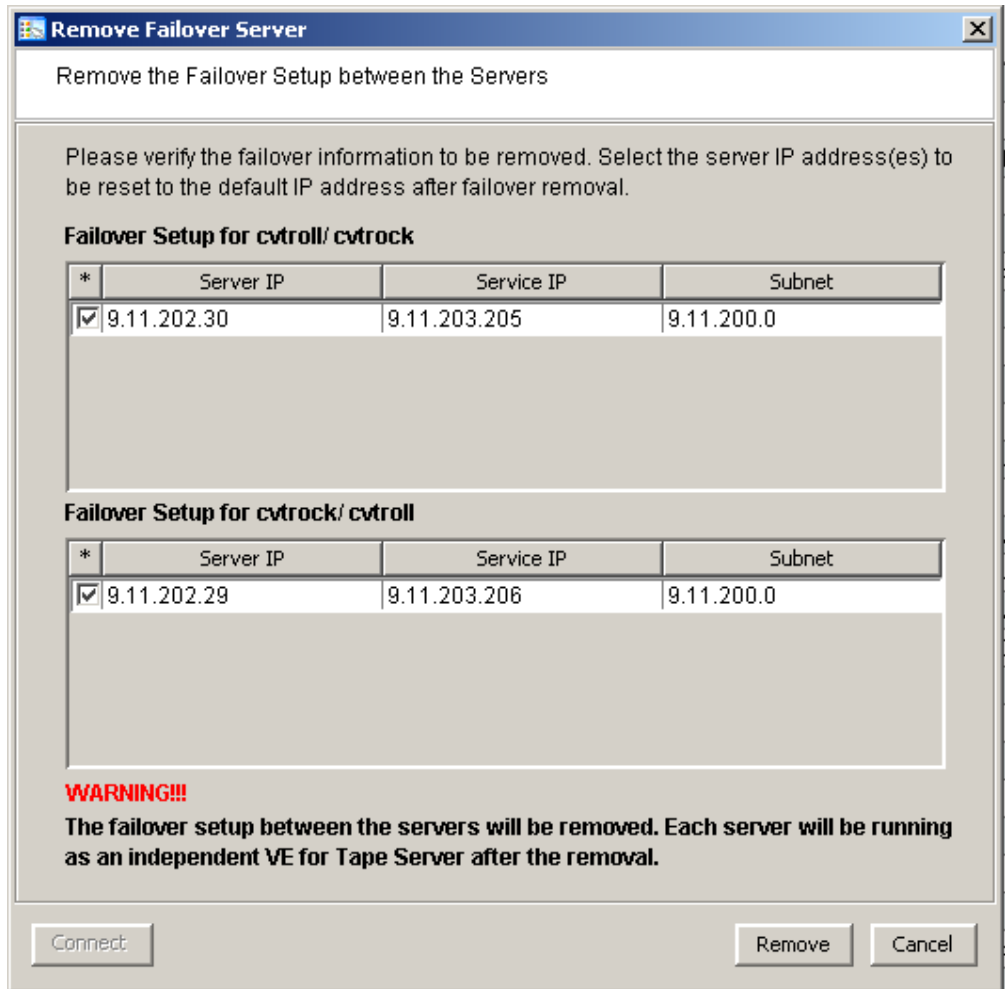 Remove Failover Server
Remove the Failover Setup between the Servers
Please verify the failover information to be removed. Select the server IP address(es) to
be reset to the default IP address after failover removal.
Failover Setup for cvtroll/ cvtrock
* Server IP Service IP Subnet
9.11.202.30 9.11.203.205 9.11.200.0
Failover Setup for cvtrock/ cvtroll
* Server IP Service IP Subnet
9.11.202.29 9.11.203.206 9.11.200.0
WARNING!!!
The failover setup between the servers will be removed. Each server will be running
as an independent VE for Tape Server after the removal.
Connect Remove Cancel